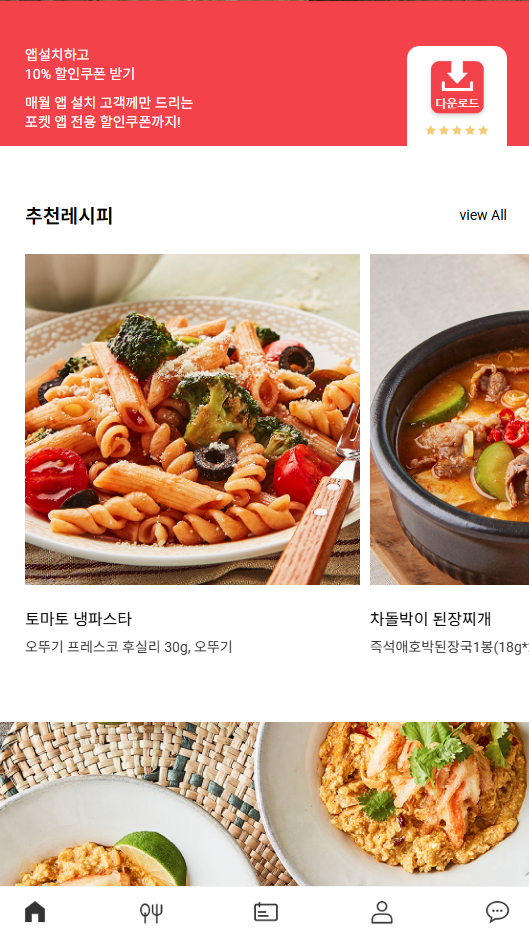 앱설치하고
10% 할인쿠폰 받기
매월 앱 설치 고객께만 드리는
포켓 앱 전용 할인쿠폰까지!
다운로드
추천레시피
view All
토마토 냉파스타
오뚜기 프레스코 후실리 30g, 오뚜기
차돌박이 된장찌개
즉석애호박된장국1봉(18g*